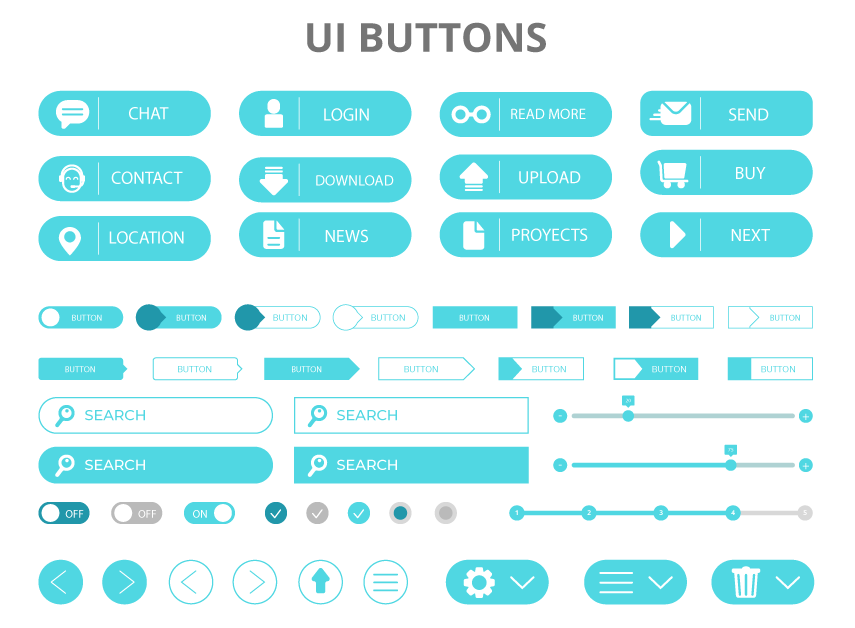 UI BUTTONS
CHAT
LOGIN
READ MORE
SEND
CONTACT
DOWNLOAD
UPLOAD
BUY
LOCATION
NEWS
PROYECTS
NEXT
BUTTON BUTTON BUTTON BUTTON BUTTON BUTTON BUTTON BUTTON
BUTTON BUTTON BUTTON BUTTON BUTTON BUTTON BUTTON
SEARCH SEARCH
- +
SEARCH SEARCH
- +
OFF OFF ON
1 2 3 4 5